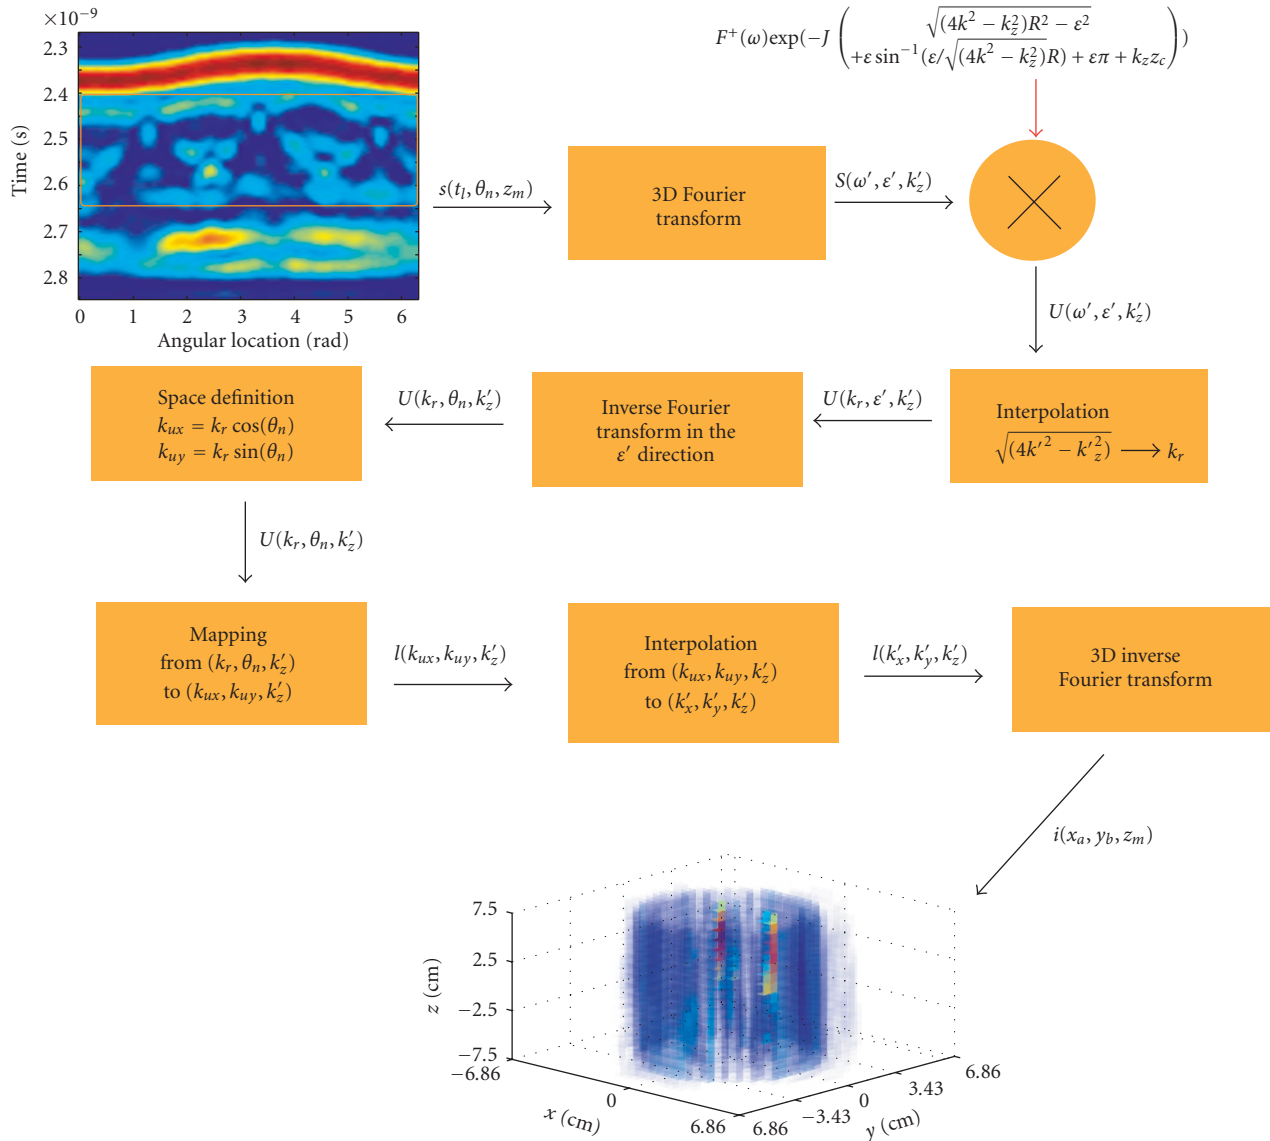 ×10⁻⁹
2.3
2.4
2.5
2.6
2.7
2.8
Time (s)
0 1 2 3 4 5 6
Angular location (rad)
s(t_l, θ_n, z_m)
3D Fourier
transform
S(ω′, ε′, k′_z)
F⁺(ω)exp(−J ( √((4k² − k_z²)R² − ε²)
+ε sin⁻¹(ε/√((4k² − k_z²)R) + επ + k_z z_c ))
U(ω′, ε′, k′_z)
Interpolation
√(4k′² − k′_z²) → k_r
U(k_r, ε′, k′_z)
Inverse Fourier
transform in the
ε′ direction
U(k_r, θ_n, k′_z)
Space definition
k_ux = k_r cos(θ_n)
k_uy = k_r sin(θ_n)
U(k_r, θ_n, k′_z)
Mapping
from (k_r, θ_n, k′_z)
to (k_ux, k_uy, k′_z)
l(k_ux, k_uy, k′_z)
Interpolation
from (k_ux, k_uy, k′_z)
to (k′_x, k′_y, k′_z)
l(k′_x, k′_y, k′_z)
3D inverse
Fourier transform
i(x_a, y_b, z_m)
7.5
2.5
−2.5
−7.5
z (cm)
−6.86
0
6.86
x (cm)
6.86
−3.43
0
3.43
6.86
y (cm)